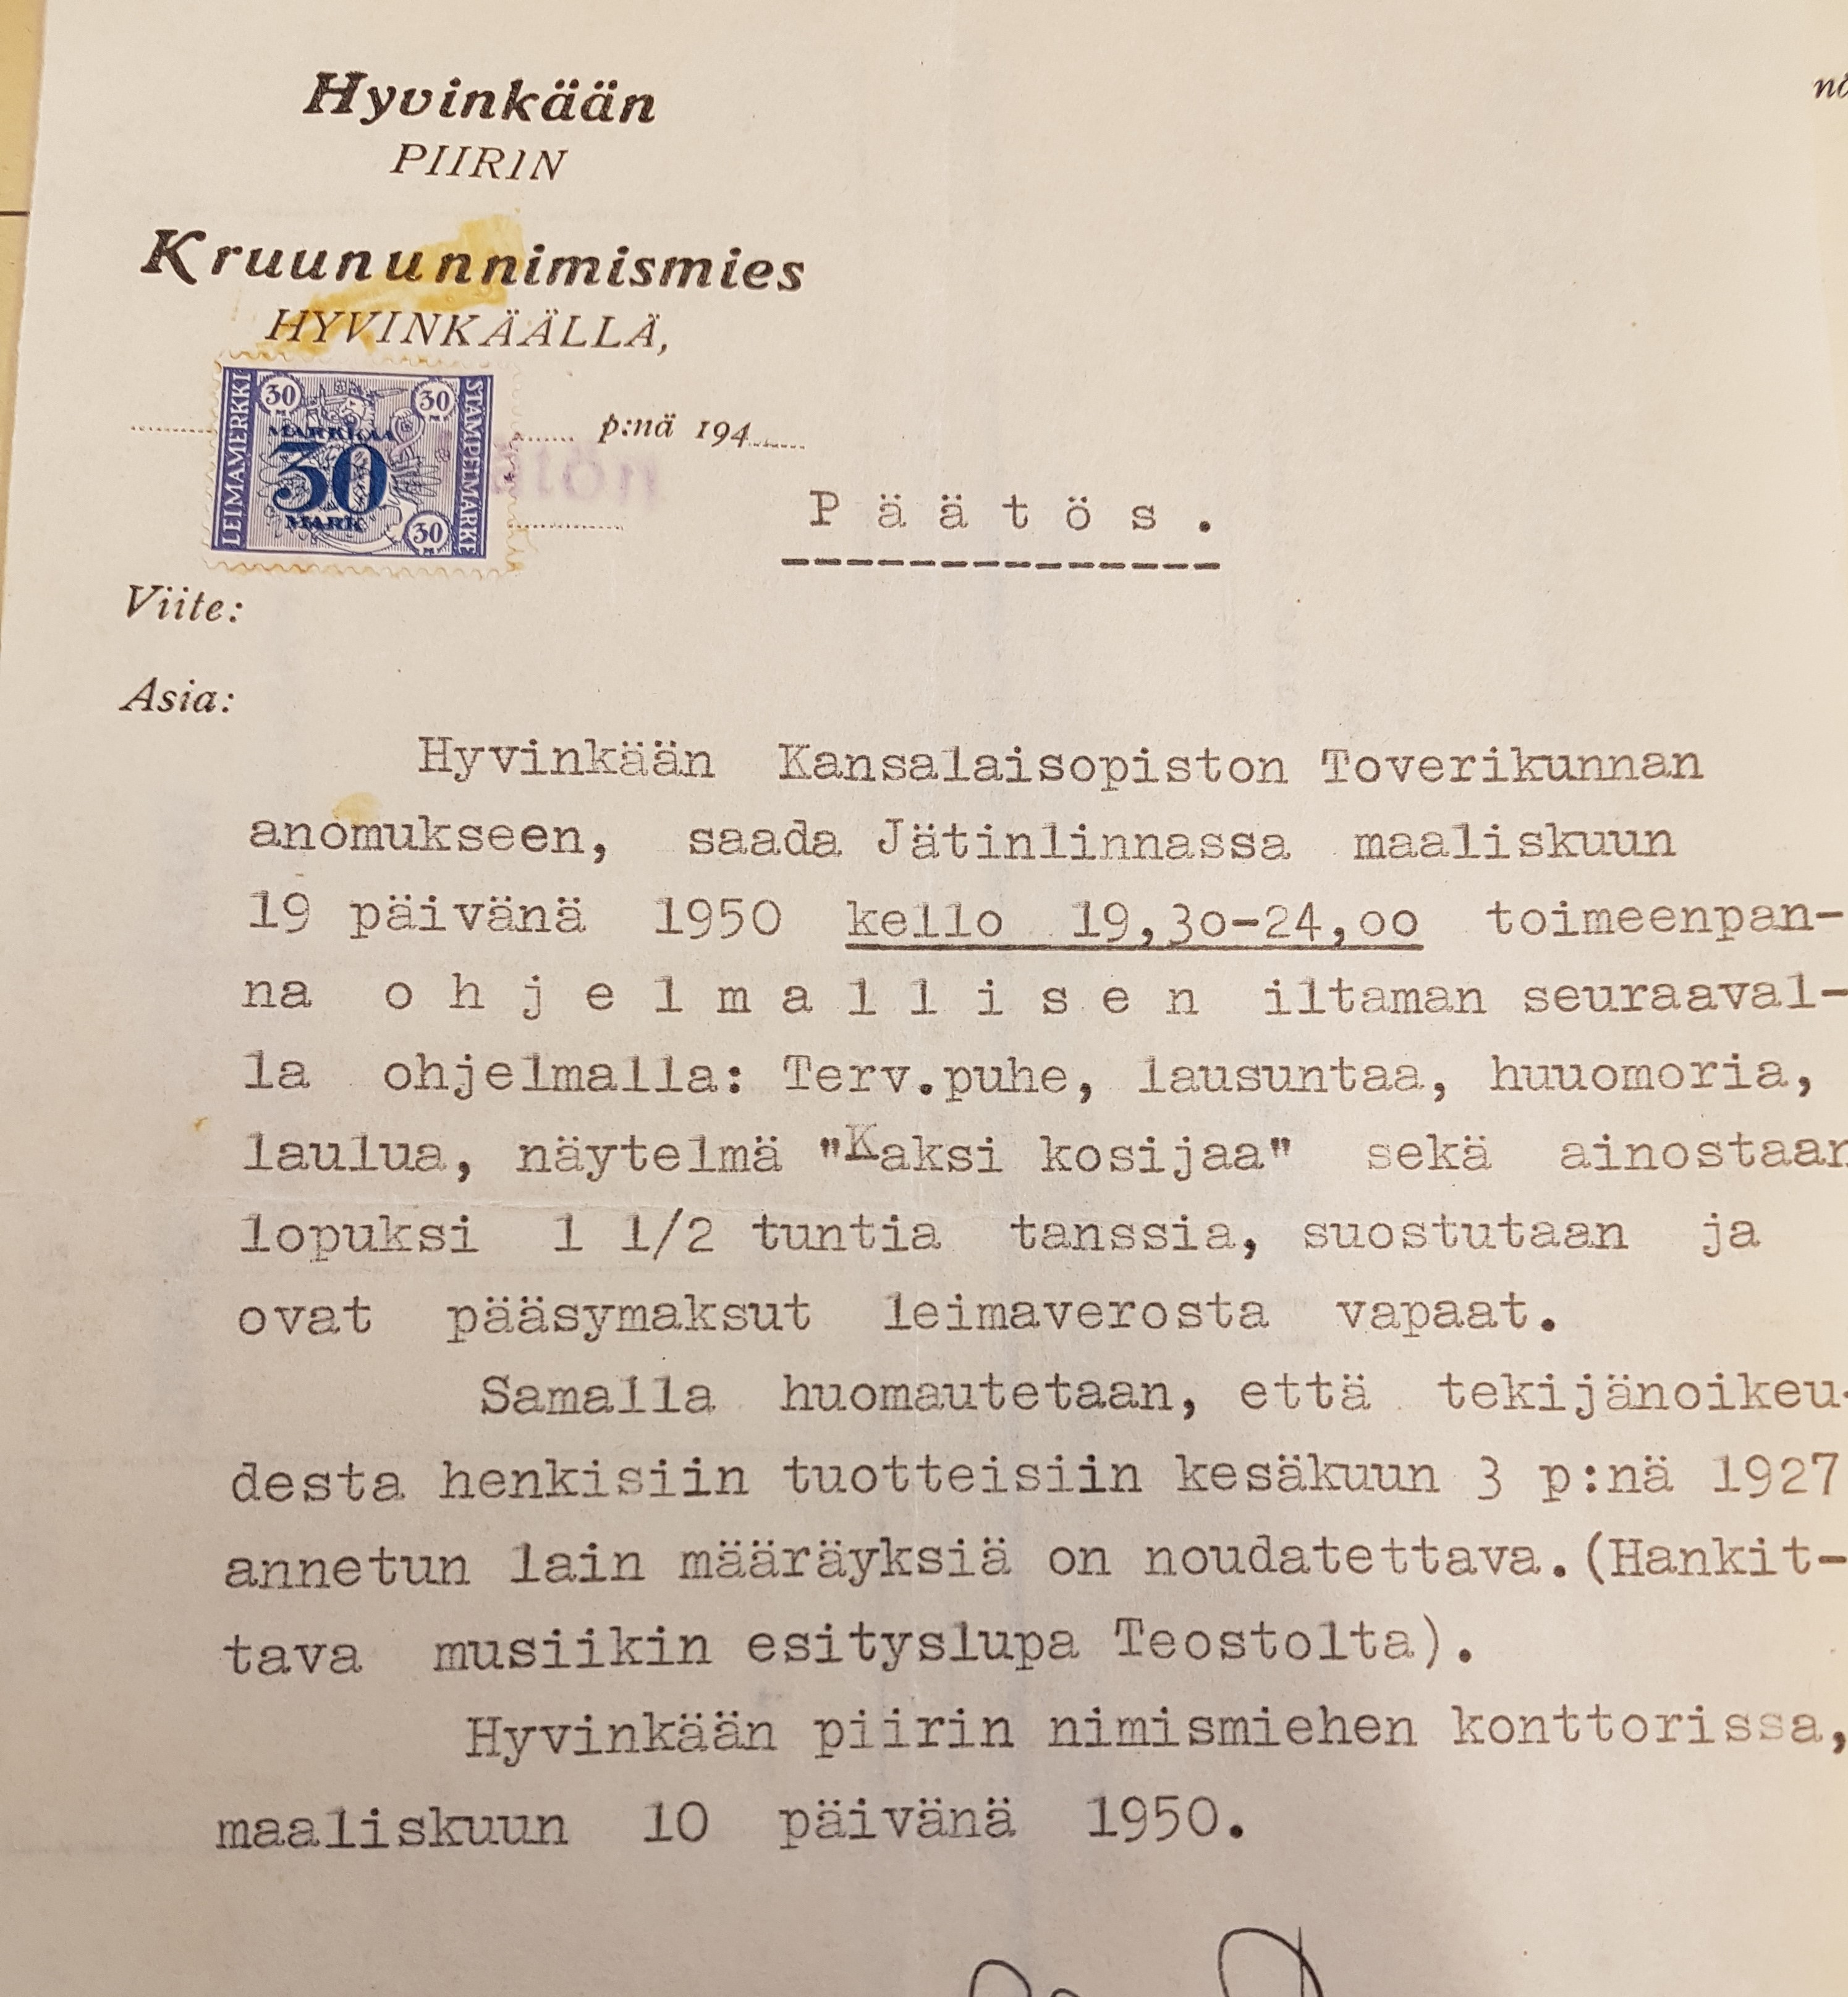 Hyvinkään
PIIRIN
Kruununnimismies
HYVINKÄÄLLÄ,
LEIMAMERKKI
STÄMPELMÄRKE
30
30
MARKKAA
30
MARK
30
p:nä 194
Päätös.
Viite:
Asia:
Hyvinkään Kansalaisopiston Toverikunnan
anomukseen, saada Jätinlinnassa maaliskuun
19 päivänä 1950 kello 19,30-24,00 toimeenpan-
na ohjelmallisen iltaman seuraaval-
la ohjelmalla: Terv.puhe, lausuntaa, huuomoria,
laulua, näytelmä "Kaksi kosijaa" sekä ainostaan
lopuksi 1 1/2 tuntia tanssia, suostutaan ja
ovat pääsymaksut leimaverosta vapaat.
Samalla huomautetaan, että tekijänoikeu-
desta henkisiin tuotteisiin kesäkuun 3 p:nä 1927
annetun lain määräyksiä on noudatettava.(Hankit-
tava musiikin esityslupa Teostolta).
Hyvinkään piirin nimismiehen konttorissa,
maaliskuun 10 päivänä 1950.